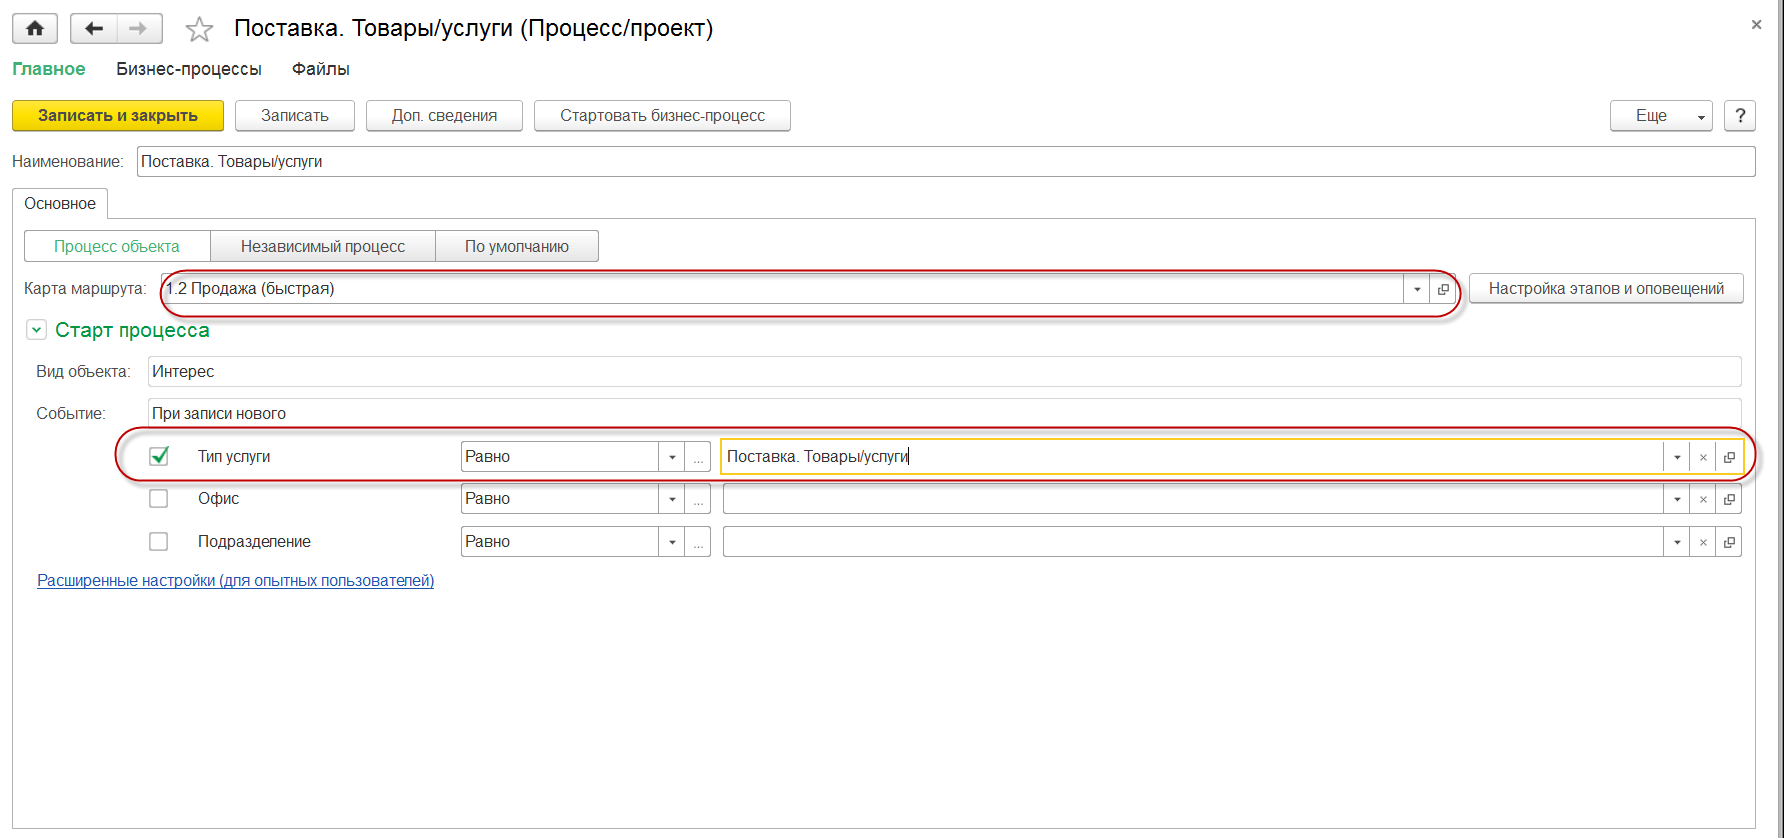 Поставка. Товары/услуги (Процесс/проект)
Главное Бизнес-процессы Файлы
Записать и закрыть Записать Доп. сведения Стартовать бизнес-процесс Еще ?
Наименование: Поставка. Товары/услуги
Основное
Процесс объекта Независимый процесс По умолчанию
Карта маршрута: 1.2 Продажа (быстрая) Настройка этапов и оповещений
Старт процесса
Вид объекта: Интерес
Событие: При записи нового
Тип услуги Равно ... Поставка. Товары/услуги
Офис Равно ...
Подразделение Равно ...
Расширенные настройки (для опытных пользователей)